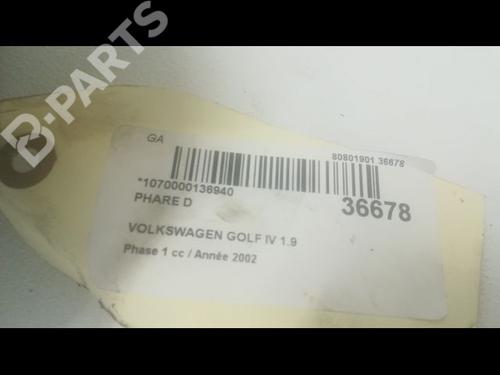 B-PARTS
GA
80801901 36678
*1070000136940
PHARE D
36678
VOLKSWAGEN GOLF IV 1.9
Phase 1 cc / Année 2002